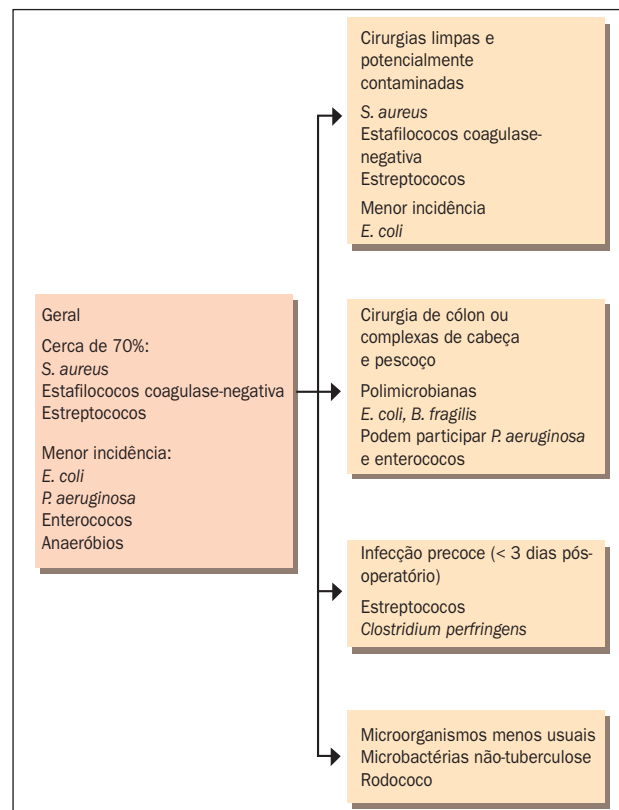 Geral
Cerca de 70%:
S. aureus
Estafilococos coagulase-negativa
Estreptococos
Menor incidência:
E. coli
P. aeruginosa
Enterococos
Anaeróbios
Cirurgias limpas e
potencialmente
contaminadas
S. aureus
Estafilococos coagulase-
negativa
Estreptococos
Menor incidência
E. coli
Cirurgia de cólon ou
complexas de cabeça
e pescoço
Polimicrobianas
E. coli, B. fragilis
Podem participar P. aeruginosa
e enterococos
Infecção precoce (< 3 dias pós-
operatório)
Estreptococos
Clostridium perfringens
Microorganismos menos usuais
Microbactérias não-tuberculose
Rodococo